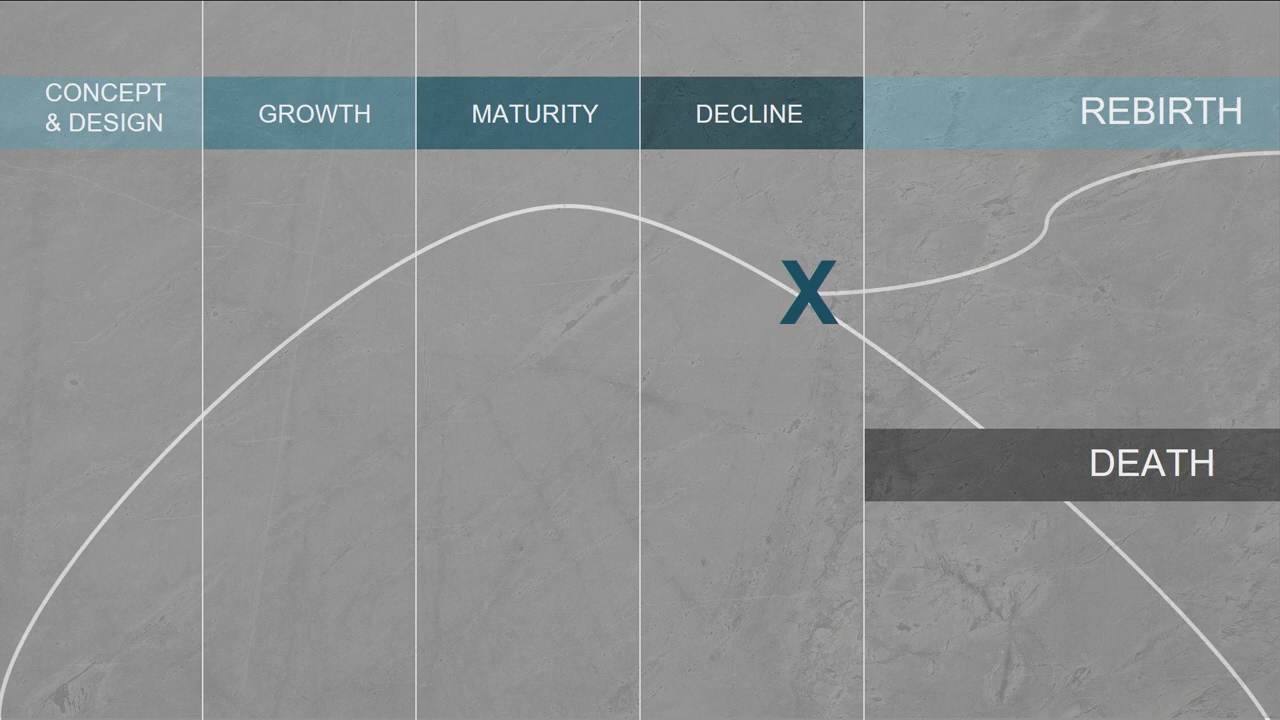 CONCEPT
& DESIGN
GROWTH
MATURITY
DECLINE
REBIRTH
X
DEATH